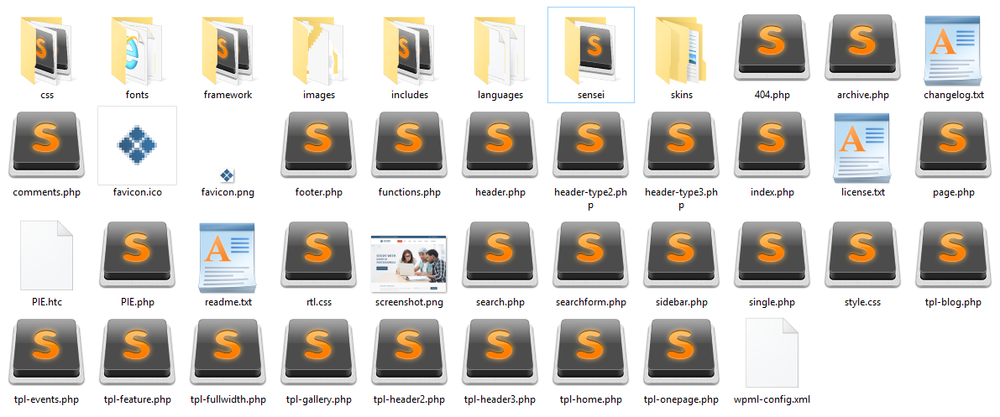 css fonts framework images includes languages sensei skins 404.php archive.php changelog.txt
comments.php favicon.ico favicon.png footer.php functions.php header.php header-type2.ph header-type3.ph index.php license.txt page.php
p p
PIE.htc PIE.php readme.txt rtl.css screenshot.png search.php searchform.php sidebar.php single.php style.css tpl-blog.php
STUDY WITH
tpl-events.php tpl-feature.php tpl-fullwidth.php tpl-gallery.php tpl-header2.php tpl-header3.php tpl-home.php tpl-onepage.php wpml-config.xml